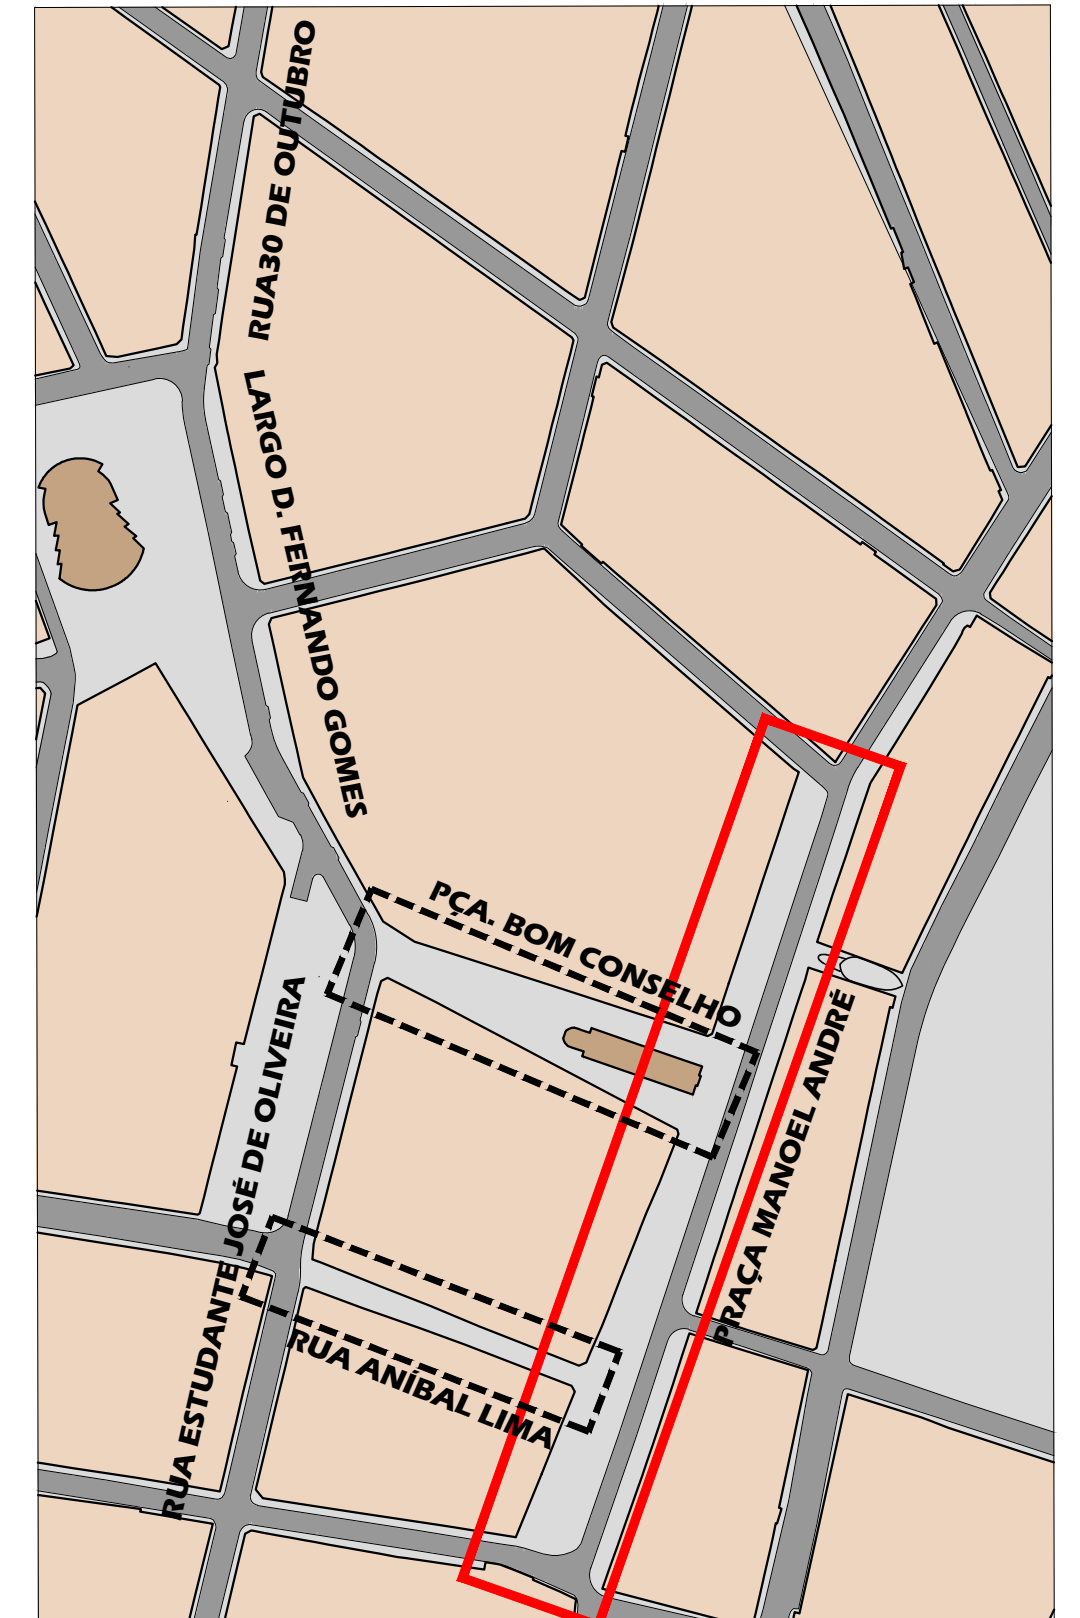 RUA30 DE OUTUBRO
LARGO D. FERNANDO GOMES
PÇA. BOM CONSELHO
RUA ESTUDANTE JOSÉ DE OLIVEIRA
PRAÇA MANOEL ANDRÉ
RUA ANÍBAL LIMA